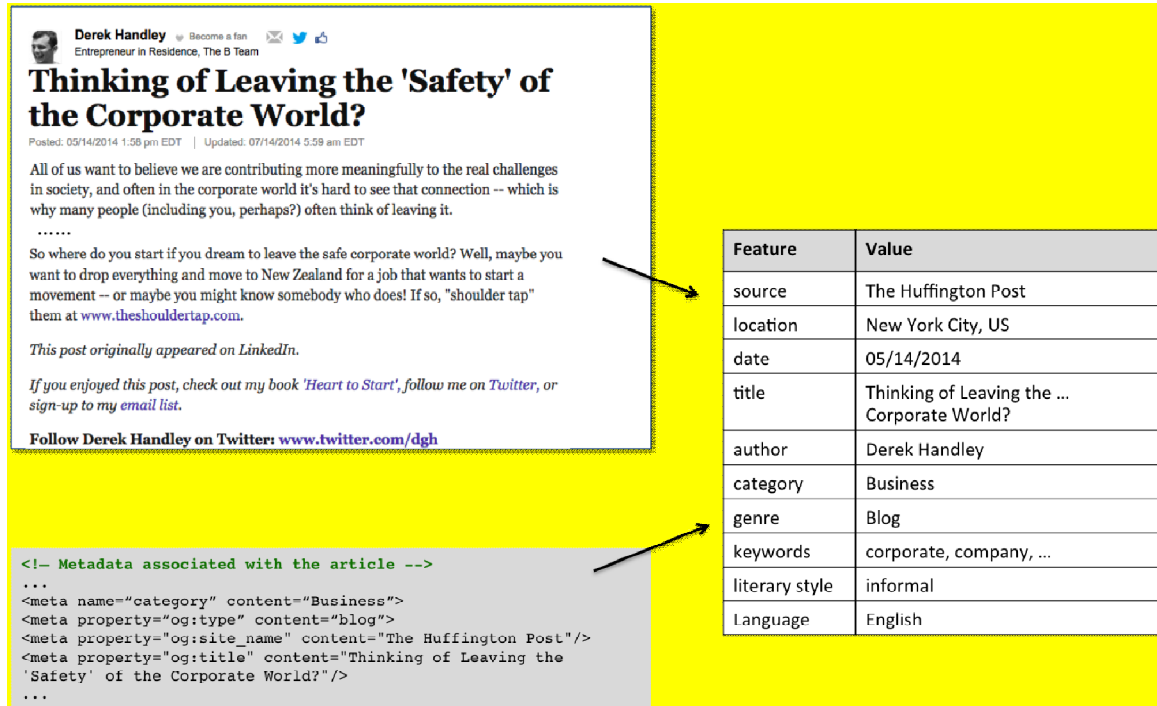 Derek Handley Become a fan
Entrepreneur in Residence, The B Team
Thinking of Leaving the 'Safety' of
the Corporate World?
Posted: 05/14/2014 1:58 pm EDT | Updated: 07/14/2014 5:59 am EDT
All of us want to believe we are contributing more meaningfully to the real challenges
in society, and often in the corporate world it's hard to see that connection -- which is
why many people (including you, perhaps?) often think of leaving it.
......
So where do you start if you dream to leave the safe corporate world? Well, maybe you
want to drop everything and move to New Zealand for a job that wants to start a
movement -- or maybe you might know somebody who does! If so, "shoulder tap"
them at www.theshouldertap.com.
This post originally appeared on LinkedIn.
If you enjoyed this post, check out my book 'Heart to Start', follow me on Twitter, or
sign-up to my email list.
Follow Derek Handley on Twitter: www.twitter.com/dgh
<!— Metadata associated with the article -->
...
<meta name="category" content="Business">
<meta property="og:type" content="blog">
<meta property="og:site_name" content="The Huffington Post"/>
<meta property="og:title" content="Thinking of Leaving the
'Safety' of the Corporate World?"/>
...
Feature Value
source The Huffington Post
location New York City, US
date 05/14/2014
title Thinking of Leaving the ...
Corporate World?
author Derek Handley
category Business
genre Blog
keywords corporate, company, ...
literary style informal
Language English